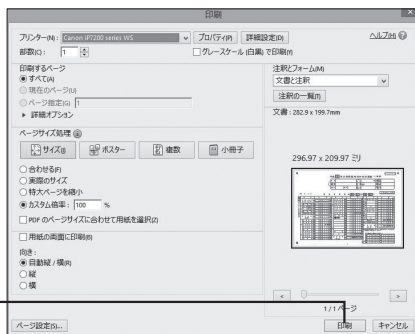 印刷
プリンター(N): Canon iP7200 series WS プロパティ(P) 詳細設定(D) ヘルプ(H)
部数(C): 1 グレースケール (白黒) で印刷(Y)
印刷するページ
すべて(A)
現在のページ(U)
ページ指定(G) 1
詳細オプション
ページサイズ処理
サイズ(I) ポスター 複数 小冊子
合わせる(F)
実際のサイズ
特大ページを縮小
カスタム倍率: 100 %
PDF のページサイズに合わせて用紙を選択(Z)
用紙の両面に印刷(B)
向き:
自動縦 / 横(R)
縦
横
注釈とフォーム(M)
文書と注釈
注釈の一覧(T)
文書: 282.9 x 199.7mm
296.97 x 209.97 ミリ
< >
1 / 1 ページ
ページ設定(S)... 印刷 キャンセル